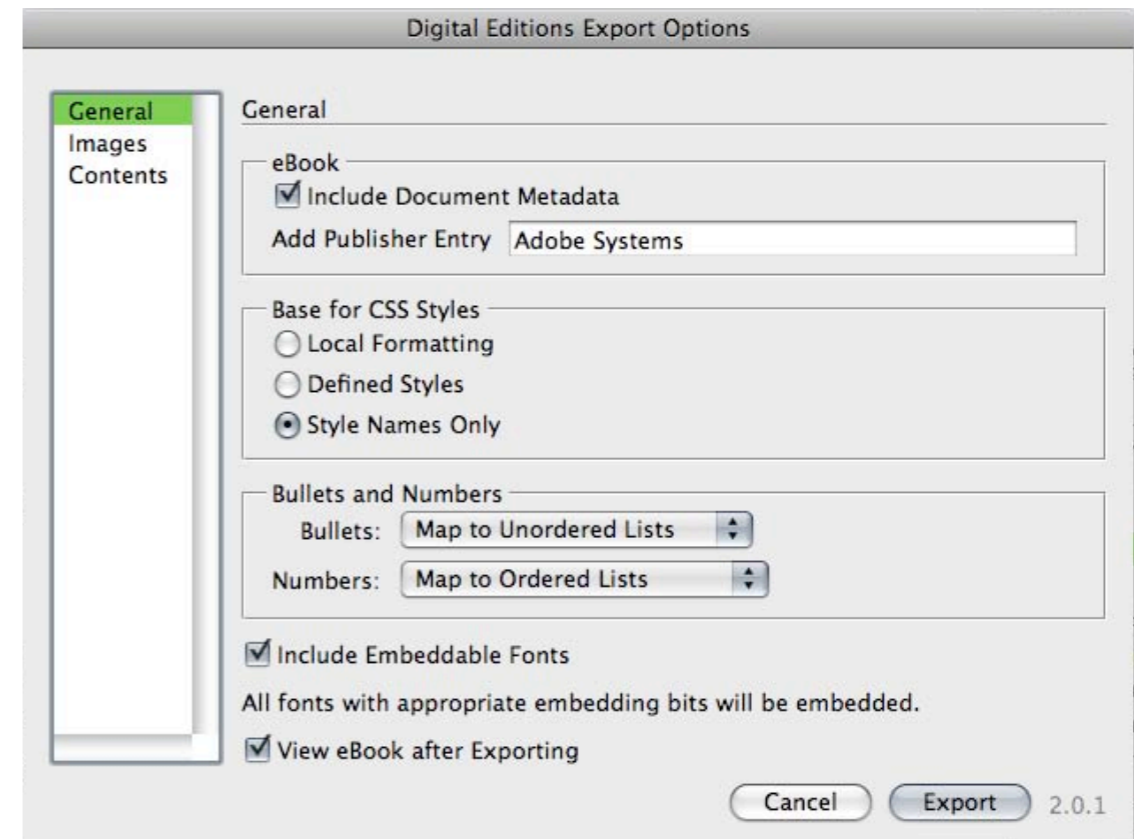 Digital Editions Export Options
General
Images
Contents
General
eBook
Include Document Metadata
Add Publisher Entry Adobe Systems
Base for CSS Styles
Local Formatting
Defined Styles
Style Names Only
Bullets and Numbers
Bullets: Map to Unordered Lists
Numbers: Map to Ordered Lists
Include Embeddable Fonts
All fonts with appropriate embedding bits will be embedded.
View eBook after Exporting
Cancel Export 2.0.1